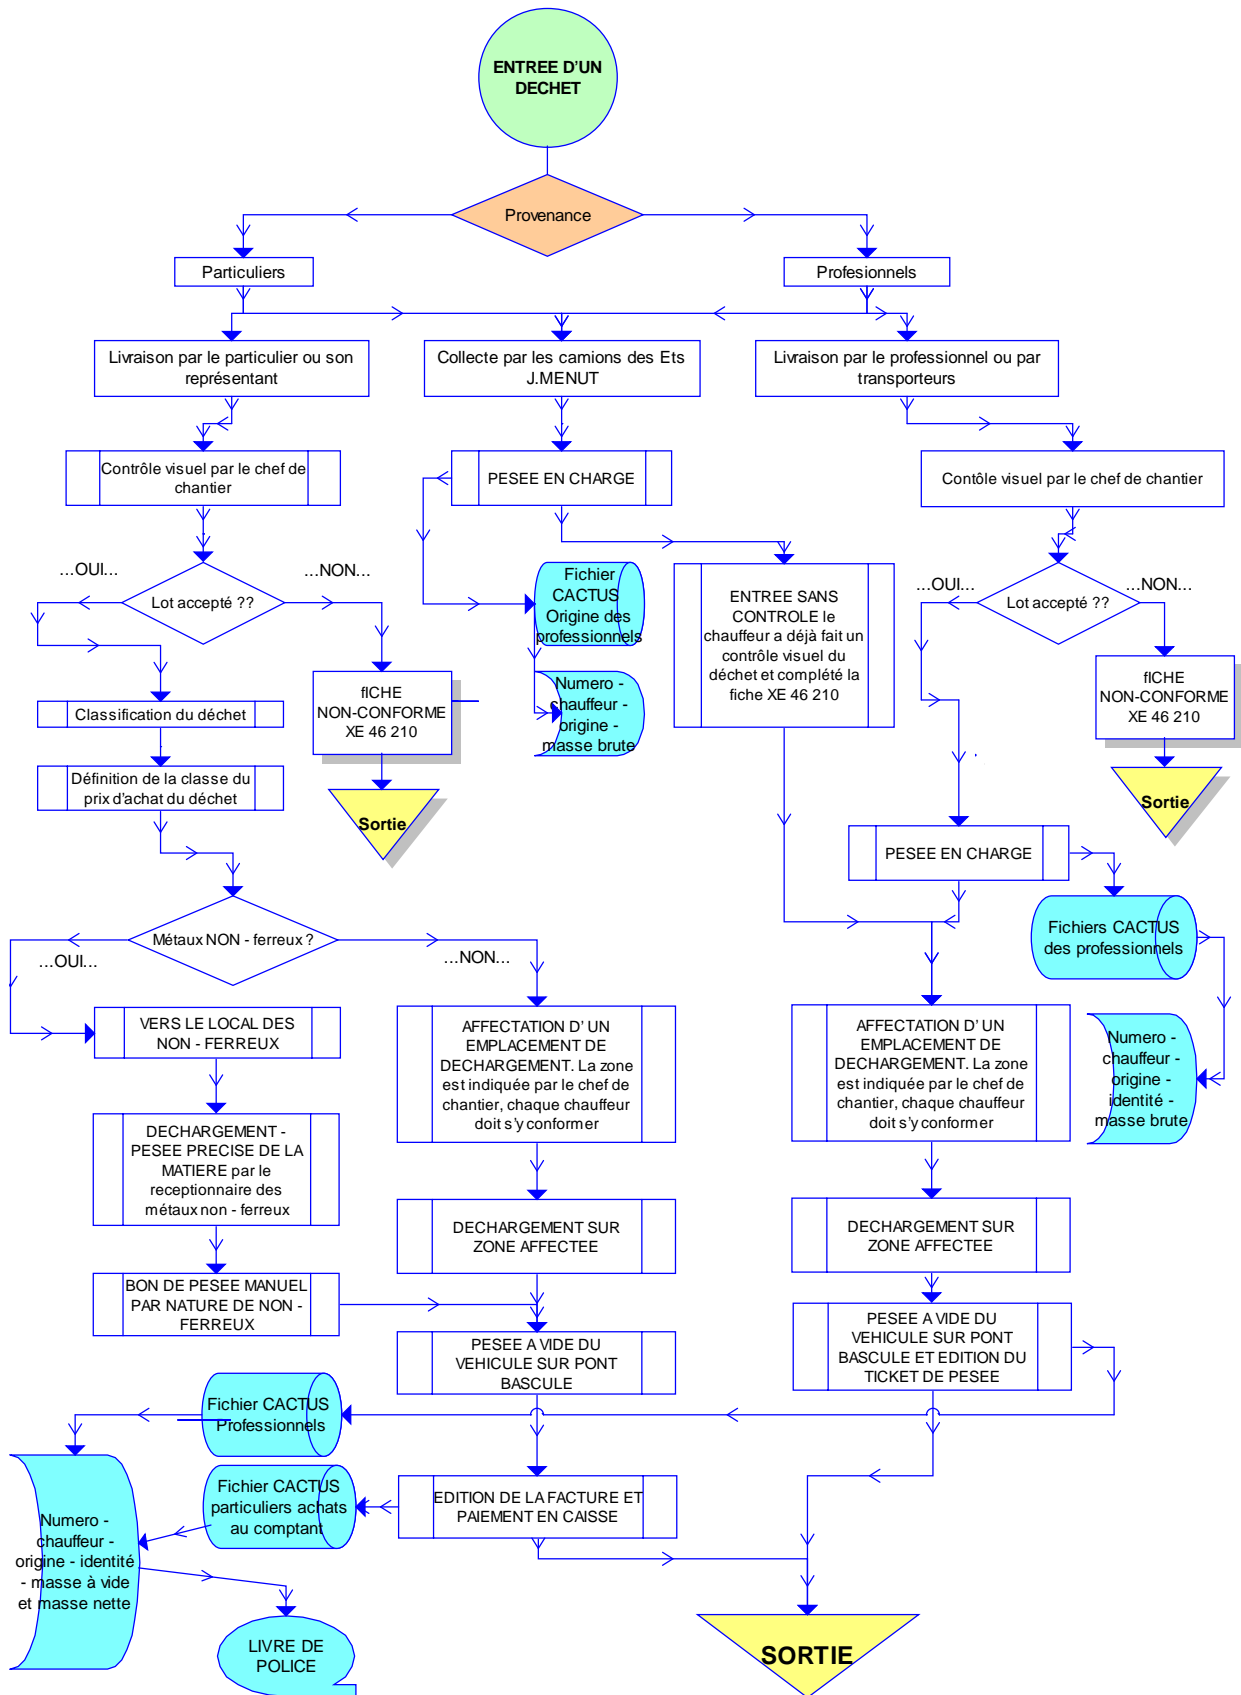 ENTREE D'UN
DECHET
Provenance
Particuliers
Profesionnels
Livraison par le particulier ou son
représentant
Collecte par les camions des Ets
J.MENUT
Livraison par le professionnel ou par
transporteurs
Contrôle visuel par le chef de
chantier
PESEE EN CHARGE
Contôle visuel par le chef de chantier
...OUI...
Lot accepté ??
...NON...
Fichier
CACTUS
Origine des
professionnels
ENTREE SANS
CONTROLE le
chauffeur a déjà fait un
contrôle visuel du
déchet et complété la
fiche XE 46 210
...OUI...
Lot accepté ??
...NON...
fICHE
NON-CONFORME
XE 46 210
Numero -
chauffeur -
origine -
masse brute
fICHE
NON-CONFORME
XE 46 210
Classification du déchet
Définition de la classe du
prix d'achat du déchet
Sortie
Sortie
PESEE EN CHARGE
Métaux NON - ferreux ?
...OUI...
...NON...
Fichiers CACTUS
des professionnels
VERS LE LOCAL DES
NON - FERREUX
AFFECTATION D' UN
EMPLACEMENT DE
DECHARGEMENT. La zone
est indiquée par le chef de
chantier, chaque chauffeur
doit s'y conformer
AFFECTATION D' UN
EMPLACEMENT DE
DECHARGEMENT. La zone
est indiquée par le chef de
chantier, chaque chauffeur
doit s'y conformer
Numero -
chauffeur -
origine -
identité -
masse brute
DECHARGEMENT -
PESEE PRECISE DE LA
MATIERE par le
receptionnaire des
métaux non - ferreux
DECHARGEMENT SUR
ZONE AFFECTEE
DECHARGEMENT SUR
ZONE AFFECTEE
BON DE PESEE MANUEL
PAR NATURE DE NON -
FERREUX
PESEE A VIDE DU
VEHICULE SUR PONT
BASCULE
PESEE A VIDE DU
VEHICULE SUR PONT
BASCULE ET EDITION DU
TICKET DE PESEE
Fichier CACTUS
Professionnels
Fichier CACTUS
particuliers achats
au comptant
EDITION DE LA FACTURE ET
PAIEMENT EN CAISSE
Numero -
chauffeur -
origine - identité
- masse à vide
et masse nette
LIVRE DE
POLICE
SORTIE